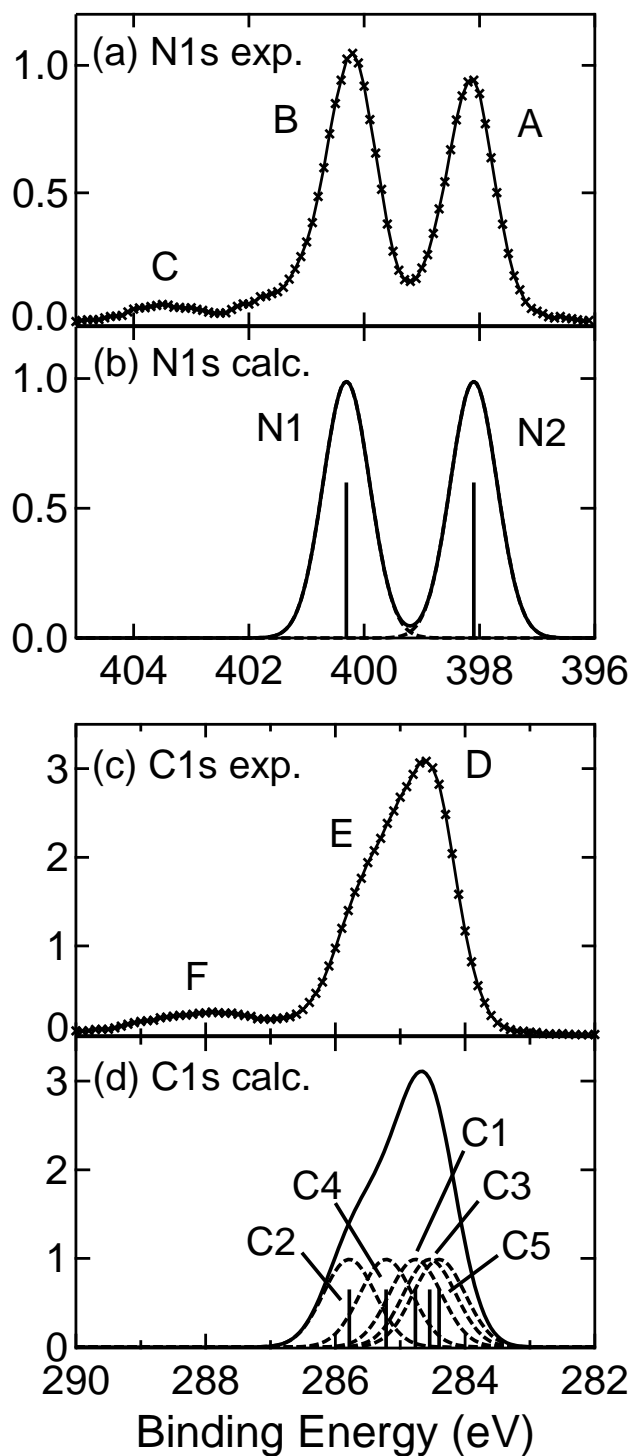 (a) N1s exp.
1.0
B
A
0.5
C
0.0
(b) N1s calc.
1.0
N1
N2
0.5
0.0
404 402 400 398 396
(c) C1s exp.
D
3
E
2
1
F
0
(d) C1s calc.
3
C1
2
C4
C3
C2
C5
1
0
290 288 286 284 282
Binding Energy (eV)